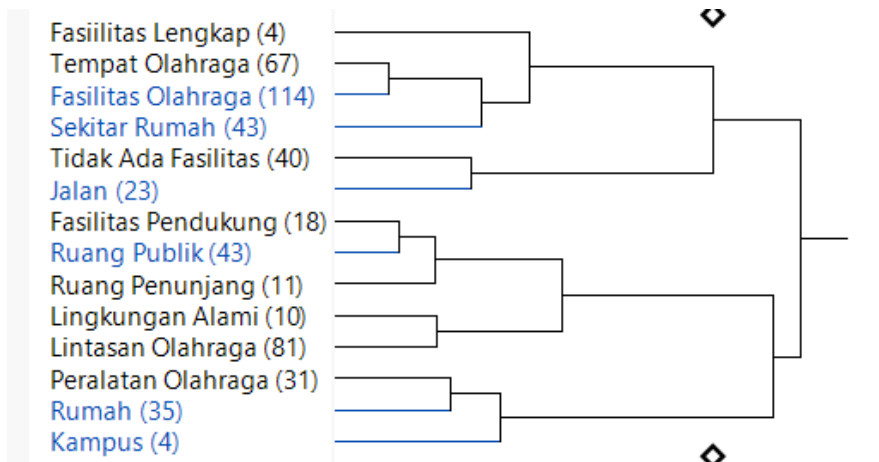 Fasiilitas Lengkap (4)
Tempat Olahraga (67)
Fasilitas Olahraga (114)
Sekitar Rumah (43)
Tidak Ada Fasilitas (40)
Jalan (23)
Fasilitas Pendukung (18)
Ruang Publik (43)
Ruang Penunjang (11)
Lingkungan Alami (10)
Lintasan Olahraga (81)
Peralatan Olahraga (31)
Rumah (35)
Kampus (4)